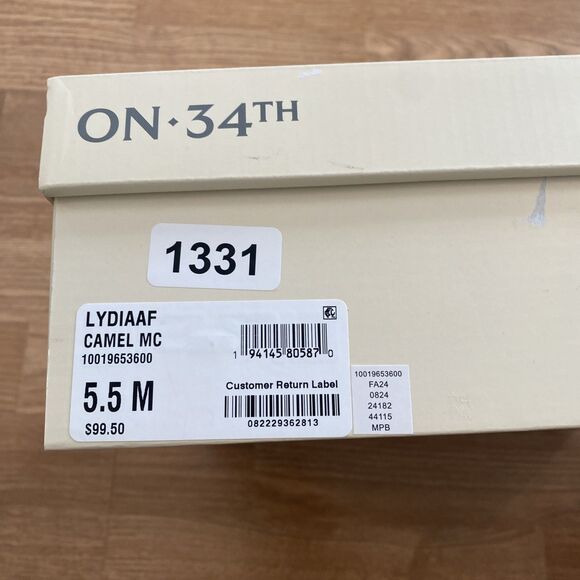 ON·34TH
1331
LYDIAAF
CAMEL MC
10019653600
1 94145 80587 0
5.5 M
Customer Return Label
$99.50
082229362813
10019653600
FA24
0824
24182
44115
MPB